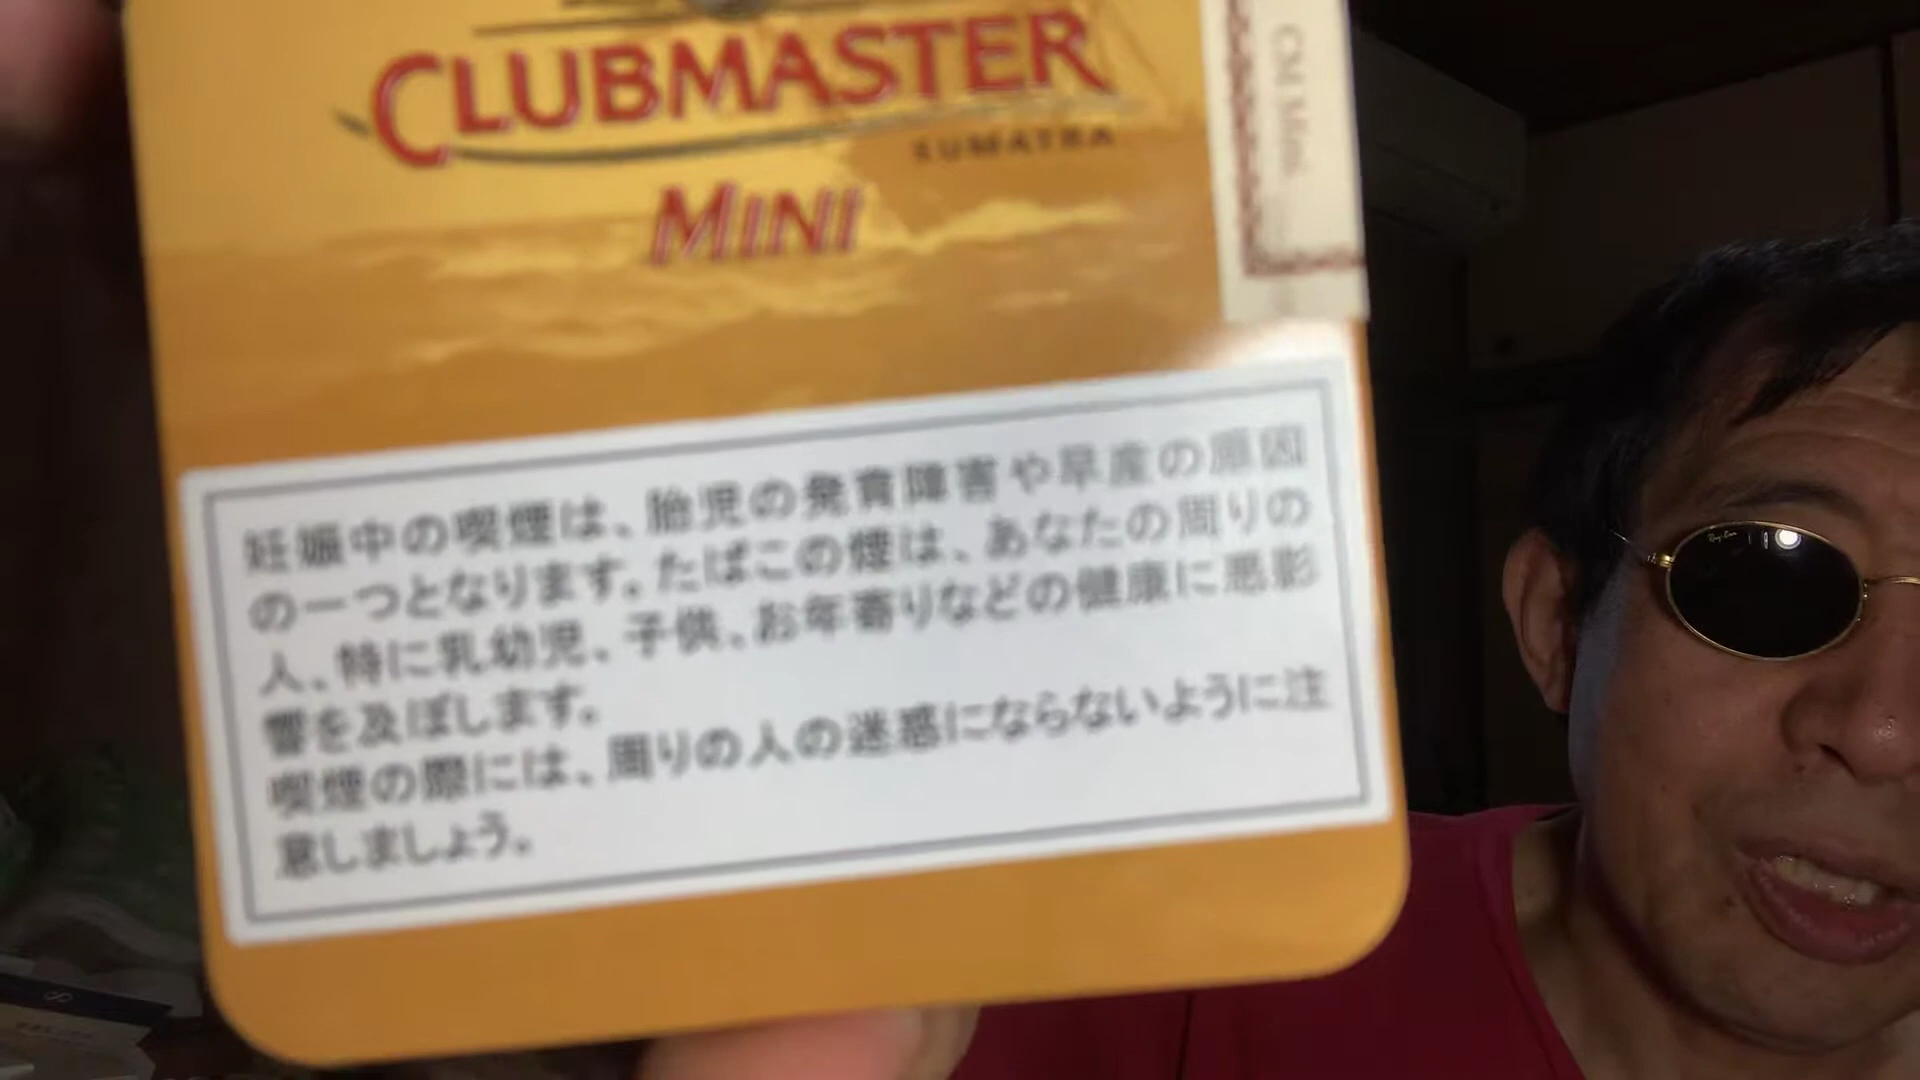 CLUBMASTER
SUMATRA
MINI
CM Mini
妊娠中の喫煙は、胎児の発育障害や早産の原因
の一つとなります。たばこの煙は、あなたの周りの
人、特に乳幼児、子供、お年寄りなどの健康に悪影
響を及ぼします。
喫煙の際には、周りの人の迷惑にならないように注
意しましょう。
Ray-Ban